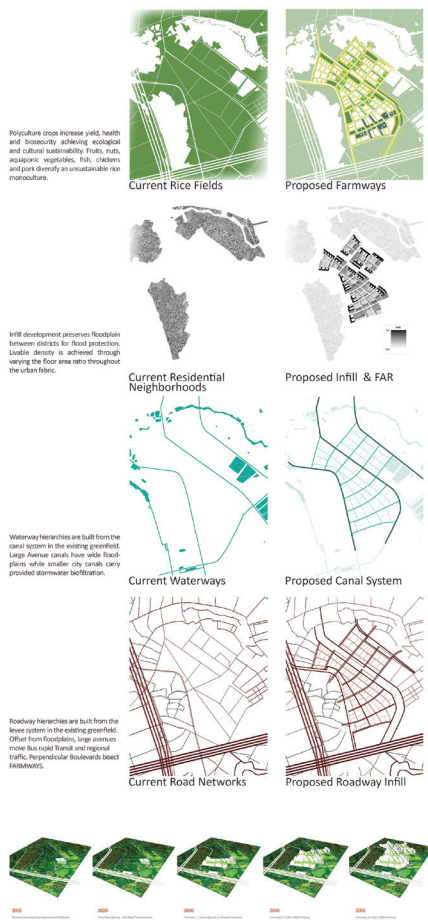 Polyculture crops increase yield, health
and biosecurity achieving ecological
and cultural sustainability. Fruits, nuts,
aquaponic vegetables, fish, chickens
and pork diversify an unsustainable rice
monoculture.
Current Rice Fields
Proposed Farmways
Infill development preserves floodplain
between districts for flood protection.
Livable density is achieved through
varying the floor area ratio throughout
the urban fabric.
Current Residential
Neighborhoods
Proposed Infill & FAR
Waterway hierarchies are built from the
canal system in the existing greenfield.
Large Avenue canals have wide flood-
plains while smaller city canals carry
provided stormwater biofiltration.
Current Waterways
Proposed Canal System
Roadway hierarchies are built from the
levee system in the existing greenfield.
Offset from floodplains, large avenues
move Bus rapid Transit and regional
traffic. Perpendicular Boulevards bisect
FARMWAYS.
Current Road Networks
Proposed Roadway Infill
2015
2020
2030
2040
2050